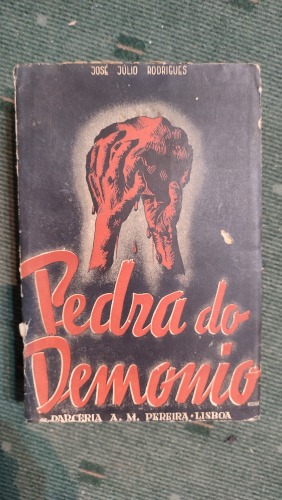 JOSÉ JÚLIO RODRIGUES
Pedra do
Demonio
PARCERIA A. M. PEREIRA · LISBOA